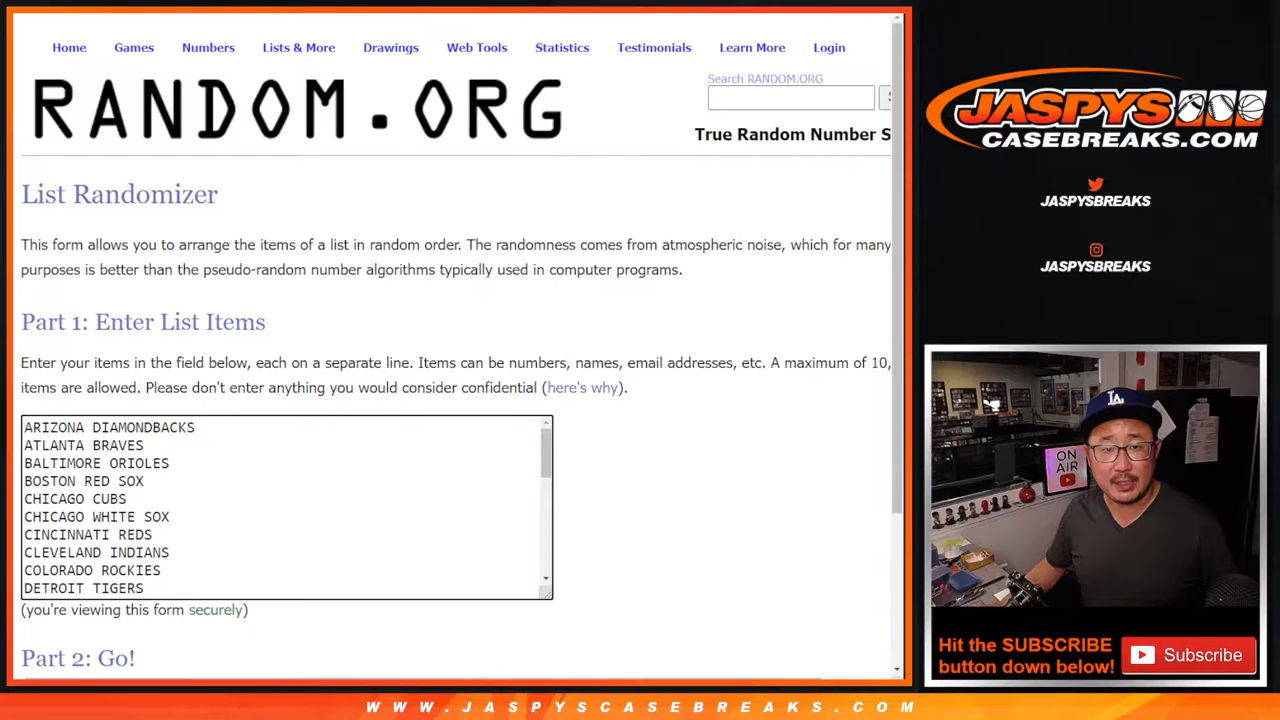 Home Games Numbers Lists & More Drawings Web Tools Statistics Testimonials Learn More Login
RANDOM.ORG
Search RANDOM.ORG
S
True Random Number S
List Randomizer
This form allows you to arrange the items of a list in random order. The randomness comes from atmospheric noise, which for many
purposes is better than the pseudo-random number algorithms typically used in computer programs.
Part 1: Enter List Items
Enter your items in the field below, each on a separate line. Items can be numbers, names, email addresses, etc. A maximum of 10,
items are allowed. Please don't enter anything you would consider confidential (here's why).
ARIZONA DIAMONDBACKS
ATLANTA BRAVES
BALTIMORE ORIOLES
BOSTON RED SOX
CHICAGO CUBS
CHICAGO WHITE SOX
CINCINNATI REDS
CLEVELAND INDIANS
COLORADO ROCKIES
DETROIT TIGERS
(you're viewing this form securely)
Part 2: Go!
JASPYS
CASEBREAKS.COM
JASPYSBREAKS
JASPYSBREAKS
LA
ON
AIR
Hit the SUBSCRIBE
button down below!
Subscribe
WWW.JASPYSCASEBREAKS.COM